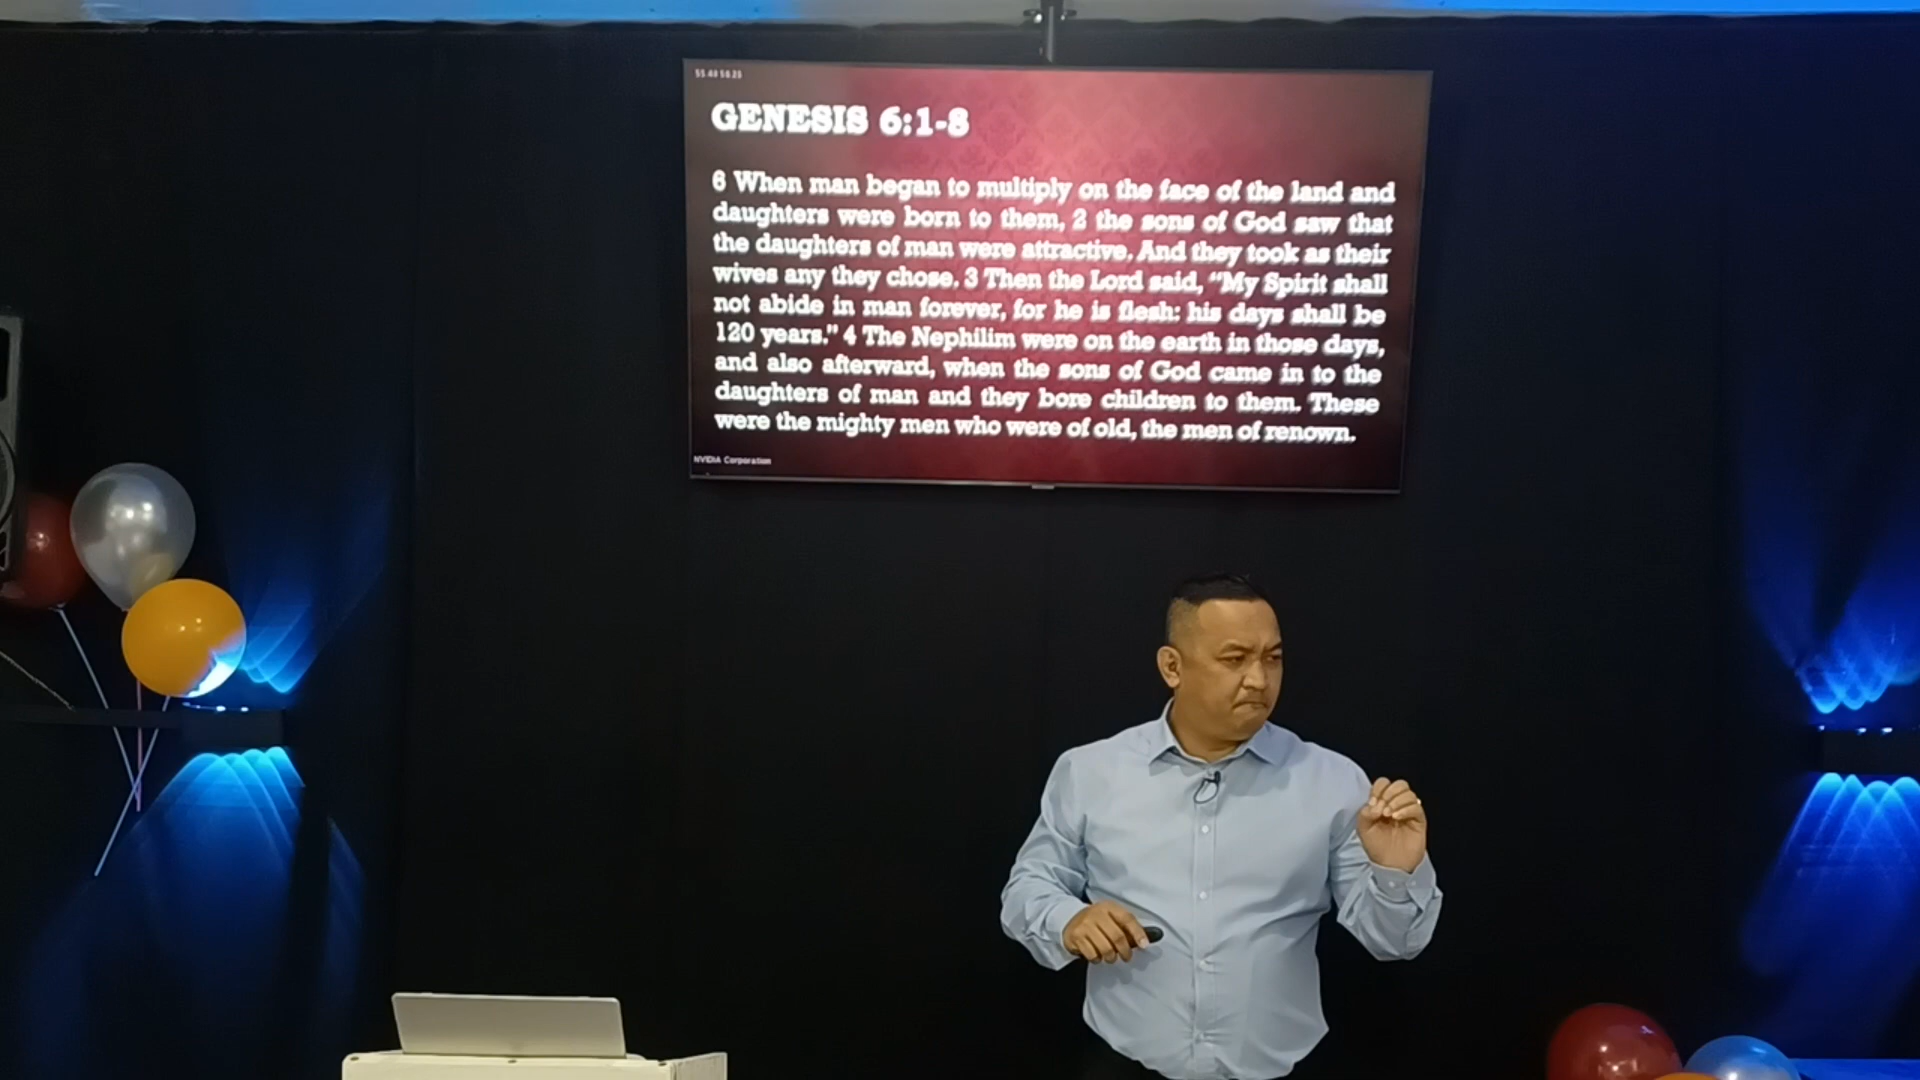 GENESIS 6:1-8
6 When man began to multiply on the face of the land and
daughters were born to them, 2 the sons of God saw that
the daughters of man were attractive. And they took as their
wives any they chose. 3 Then the Lord said, “My Spirit shall
not abide in man forever, for he is flesh: his days shall be
120 years.” 4 The Nephilim were on the earth in those days,
and also afterward, when the sons of God came in to the
daughters of man and they bore children to them. These
were the mighty men who were of old, the men of renown.
NVIDIA Corporation